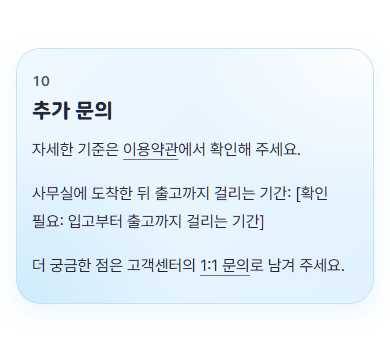 10
추가 문의
자세한 기준은 이용약관에서 확인해 주세요.
사무실에 도착한 뒤 출고까지 걸리는 기간: [확인
필요: 입고부터 출고까지 걸리는 기간]
더 궁금한 점은 고객센터의 1:1 문의로 남겨 주세요.